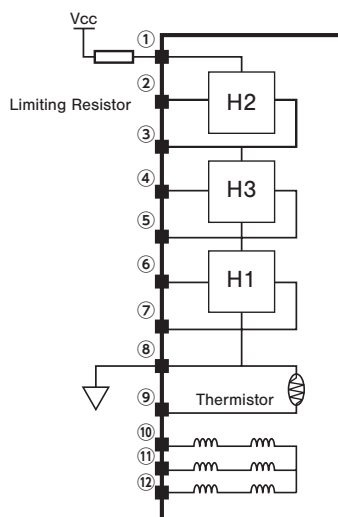 Vcc
①
②
Limiting Resistor
H2
③
④
H3
⑤
⑥
H1
⑦
⑧
⑨
Thermistor
⑩
⑪
⑫